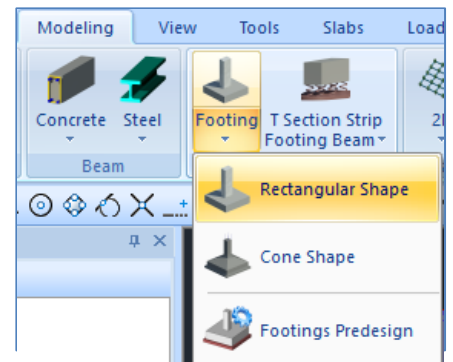 Modeling View Tools Slabs Load
Concrete Steel Footing T Section Strip
Footing Beam
Beam
Rectangular Shape
Cone Shape
Footings Predesign